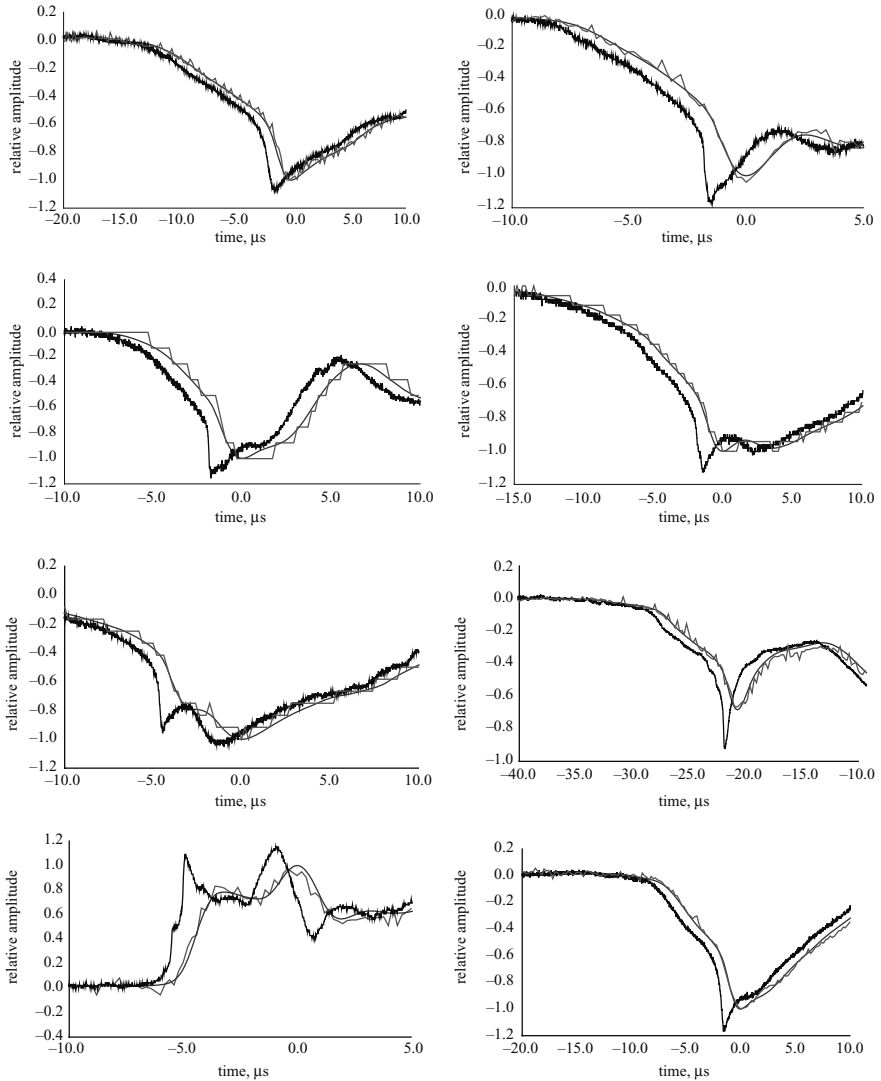 0.2
0.0
–0.2
–0.4
–0.6
–0.8
–1.0
–1.2
relative amplitude
–20.0 –15.0 –10.0 –5.0 0.0 5.0 10.0
time, μs
0.0
–0.2
–0.4
–0.6
–0.8
–1.0
–1.2
relative amplitude
–10.0 –5.0 0.0 5.0
time, μs
0.4
0.2
0.0
–0.2
–0.4
–0.6
–0.8
–1.0
–1.2
relative amplitude
–10.0 –5.0 0.0 5.0 10.0
time, μs
0.0
–0.2
–0.4
–0.6
–0.8
–1.0
–1.2
relative amplitude
–15.0 –10.0 –5.0 0.0 5.0 10.0
time, μs
0.2
0.0
–0.2
–0.4
–0.6
–0.8
–1.0
–1.2
relative amplitude
–10.0 –5.0 0.0 5.0 10.0
time, μs
0.2
0.0
–0.2
–0.4
–0.6
–0.8
–1.0
relative amplitude
–40.0 –35.0 –30.0 –25.0 –20.0 –15.0 –10.0
time, μs
1.2
1.0
0.8
0.6
0.4
0.2
0.0
–0.2
–0.4
relative amplitude
–10.0 –5.0 0.0 5.0
time, μs
0.2
0.0
–0.2
–0.4
–0.6
–0.8
–1.0
–1.2
relative amplitude
–20.0 –15.0 –10.0 –5.0 0.0 5.0 10.0
time, μs